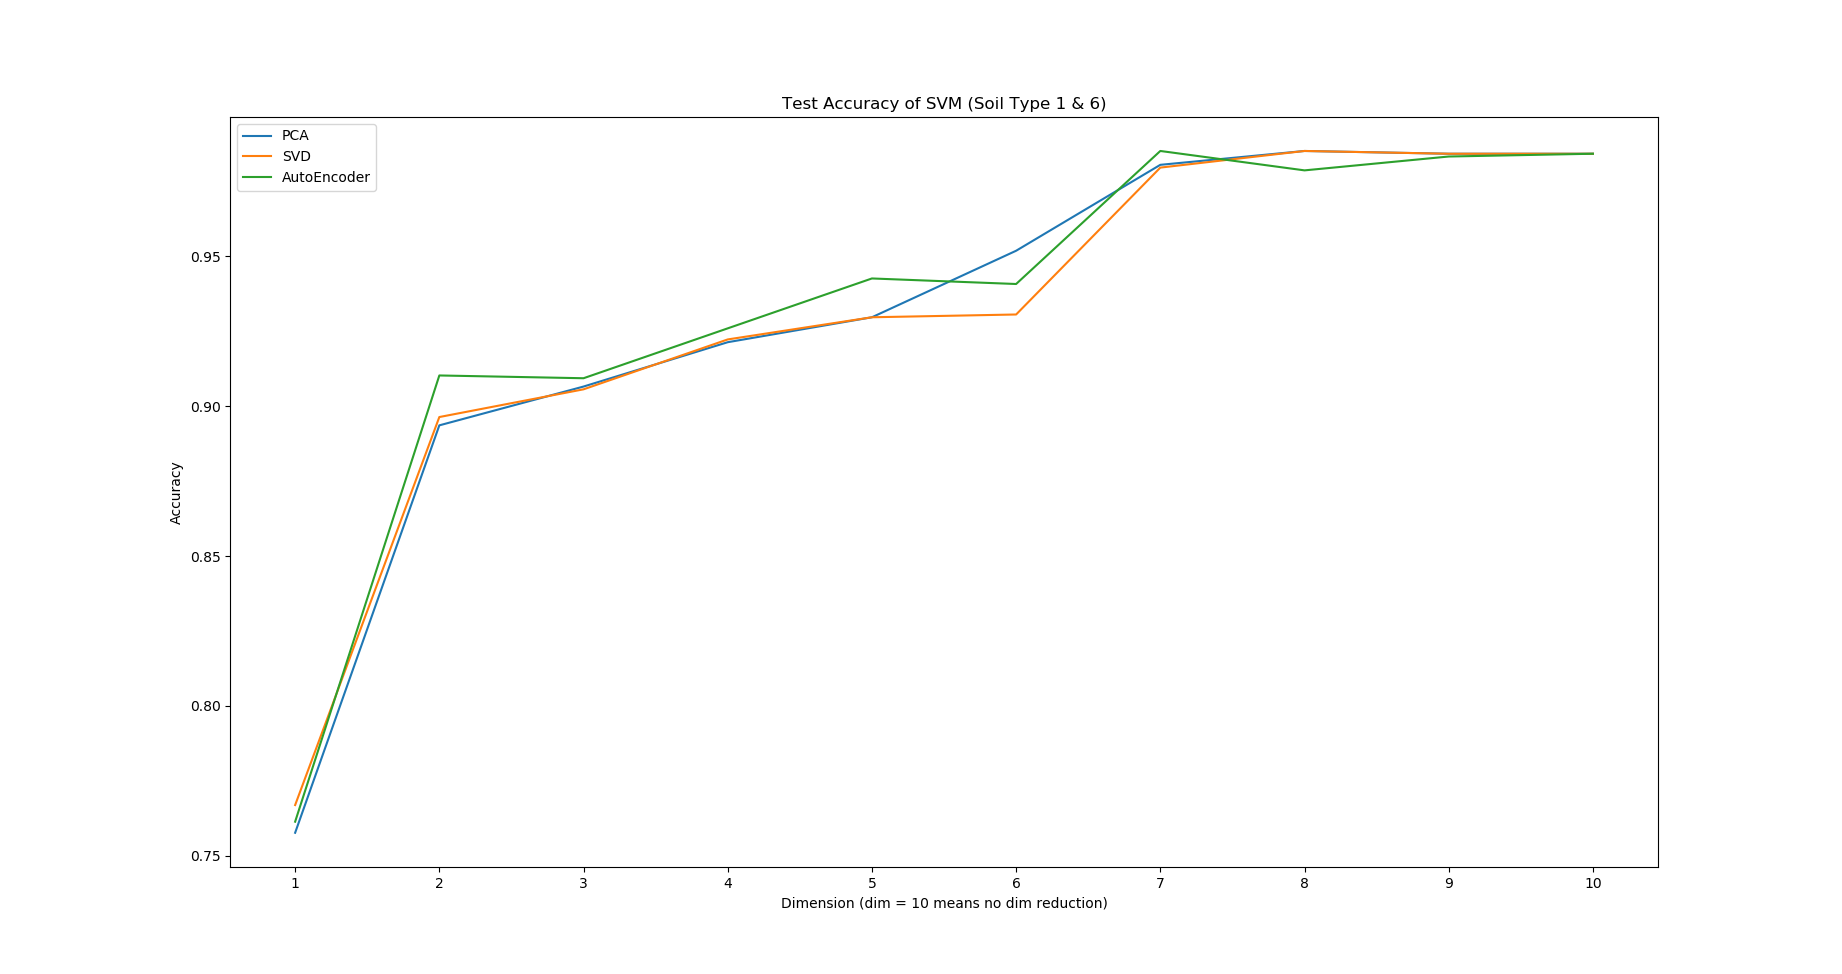 Test Accuracy of SVM (Soil Type 1 & 6)
PCA
SVD
AutoEncoder
0.95
0.90
0.85
0.80
0.75
Accuracy
1 2 3 4 5 6 7 8 9 10
Dimension (dim = 10 means no dim reduction)